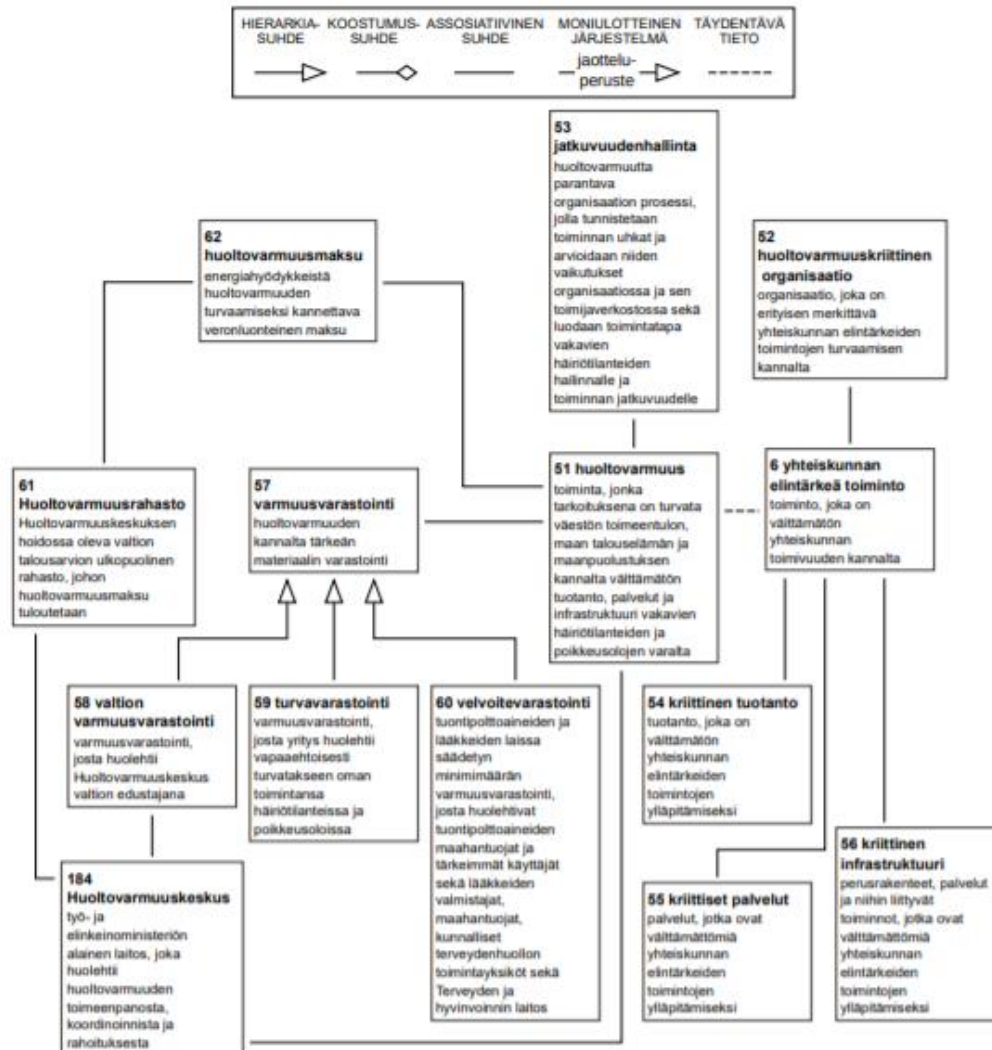 HIERARKIA-
SUHDE
KOOSTUMUS-
SUHDE
ASSOSIATIIVINEN
SUHDE
MONIULOTTEINEN
JÄRJESTELMÄ
TÄYDENTÄVÄ
TIETO
jaottelu-
peruste
53
jatkuvuudenhallinta
huoltovarmuutta
parantava
organisaation prosessi,
jolla tunnistetaan
toiminnan uhkat ja
arvioidaan niiden
vaikutukset
organisaatiossa ja sen
toimijaverkostossa sekä
luodaan toimintatapa
vakavien
häiriötilanteiden
hallinnalle ja
toiminnan jatkuvuudelle
62
huoltovarmuusmaksu
energiahyödykkeistä
huoltovarmuuden
turvaamiseksi kannettava
veronluonteinen maksu
52
huoltovarmuuskriittinen
organisaatio
organisaatio, joka on
erityisen merkittävä
yhteiskunnan elintärkeiden
toimintojen turvaamisen
kannalta
61
Huoltovarmuusrahasto
Huoltovarmuuskeskuksen
hoidossa oleva valtion
talousarvion ulkopuolinen
rahasto, johon
huoltovarmuusmaksu
tuloutetaan
57
varmuusvarastointi
huoltovarmuuden
kannalta tärkeän
materiaalin varastointi
51 huoltovarmuus
toiminta, jonka
tarkoituksena on turvata
väestön toimeentulon,
maan talouselämän ja
maanpuolustuksen
kannalta välttämätön
tuotanto, palvelut ja
infrastruktuuri vakavien
häiriötilanteiden ja
poikkeusolojen varalta
6 yhteiskunnan
elintärkeä toiminto
toiminto, joka on
välttämätön
yhteiskunnan
toimivuuden kannalta
58 valtion
varmuusvarastointi
varmuusvarastointi,
josta huolehtii
Huoltovarmuuskeskus
valtion edustajana
59 turvavarastointi
varmuusvarastointi,
josta yritys huolehtii
vapaaehtoisesti
turvatakseen oman
toimintansa
häiriötilanteissa ja
poikkeusoloissa
60 velvoitevarastointi
tuontipolttoaineiden ja
lääkkeiden laissa
säädetyn
minimimäärän
varmuusvarastointi,
josta huolehtivat
tuontipolttoaineiden
maahantuojat ja
tärkeimmät käyttäjät
sekä lääkkeiden
valmistajat,
maahantuojat,
kunnalliset
terveydenhuollon
toimintayksiköt sekä
Terveyden ja
hyvinvoinnin laitos
54 kriittinen tuotanto
tuotanto, joka on
välttämätön
yhteiskunnan
elintärkeiden
toimintojen
ylläpitämiseksi
184
Huoltovarmuuskeskus
työ- ja
elinkeinoministeriön
alainen laitos, joka
huolehtii
huoltovarmuuden
toimeenpanosta,
koordinoinnista ja
rahoituksesta
55 kriittiset palvelut
palvelut, jotka ovat
välttämättömiä
yhteiskunnan
elintärkeiden
toimintojen
ylläpitämiseksi
56 kriittinen
infrastruktuuri
perusrakenteet, palvelut
ja niihin liittyvät
toiminnot, jotka ovat
välttämättömiä
yhteiskunnan
elintärkeiden
toimintojen
ylläpitämiseksi